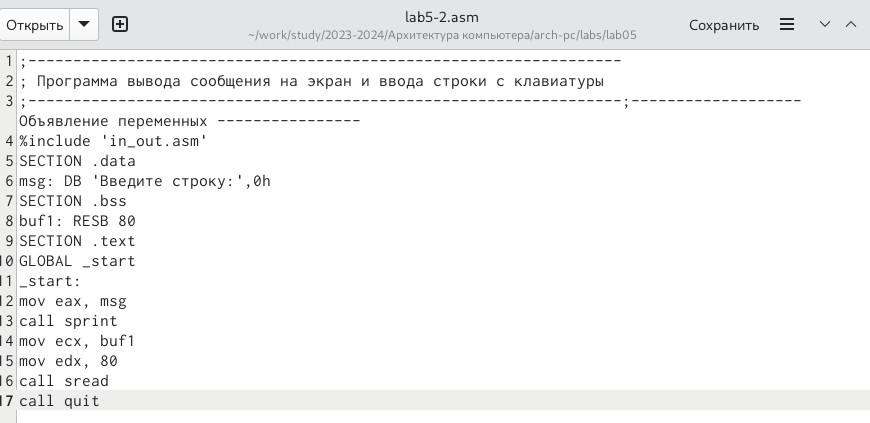 Открыть
lab5-2.asm
~/work/study/2023-2024/Архитектура компьютера/arch-pc/labs/lab05
Сохранить
1 ;------------------------------------------------------------------
2 ; Программа вывода сообщения на экран и ввода строки с клавиатуры
3 ;------------------------------------------------------------------;-------------------
Объявление переменных ----------------
4 %include 'in_out.asm'
5 SECTION .data
6 msg: DB 'Введите строку:',0h
7 SECTION .bss
8 buf1: RESB 80
9 SECTION .text
10 GLOBAL _start
11 _start:
12 mov eax, msg
13 call sprint
14 mov ecx, buf1
15 mov edx, 80
16 call sread
17 call quit